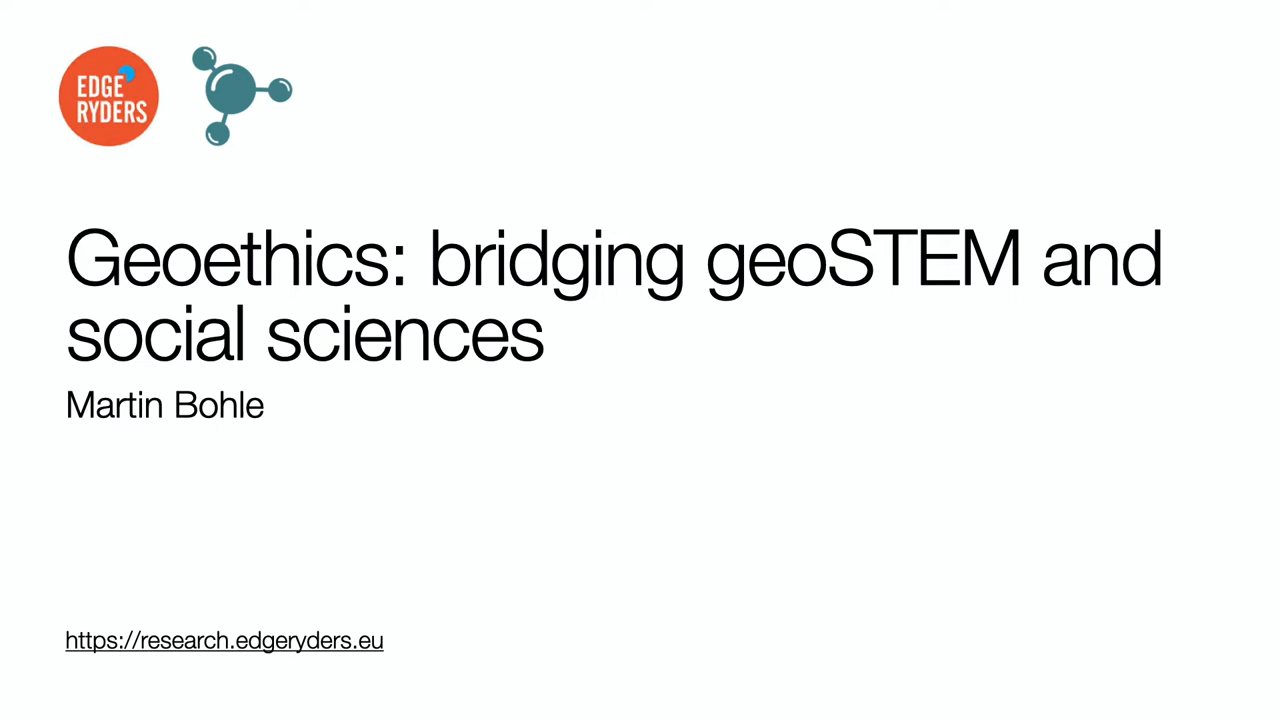 EDGE
RYDERS
Geoethics: bridging geoSTEM and
social sciences
Martin Bohle
https://research.edgeryders.eu